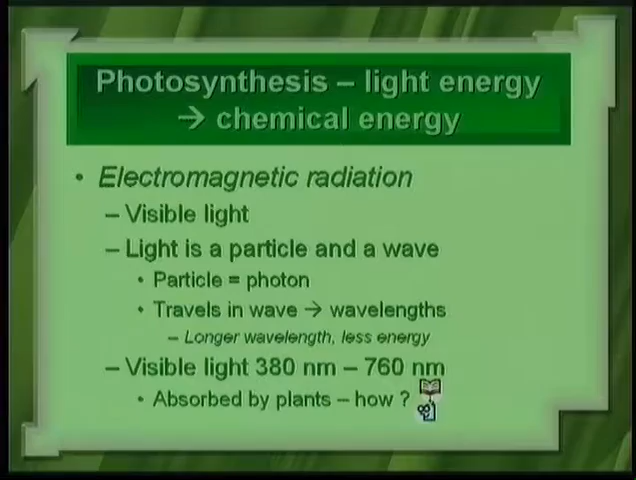 Photosynthesis – light energy
→ chemical energy
• Electromagnetic radiation
– Visible light
– Light is a particle and a wave
• Particle = photon
• Travels in wave → wavelengths
– Longer wavelength, less energy
– Visible light 380 nm – 760 nm
• Absorbed by plants – how ?